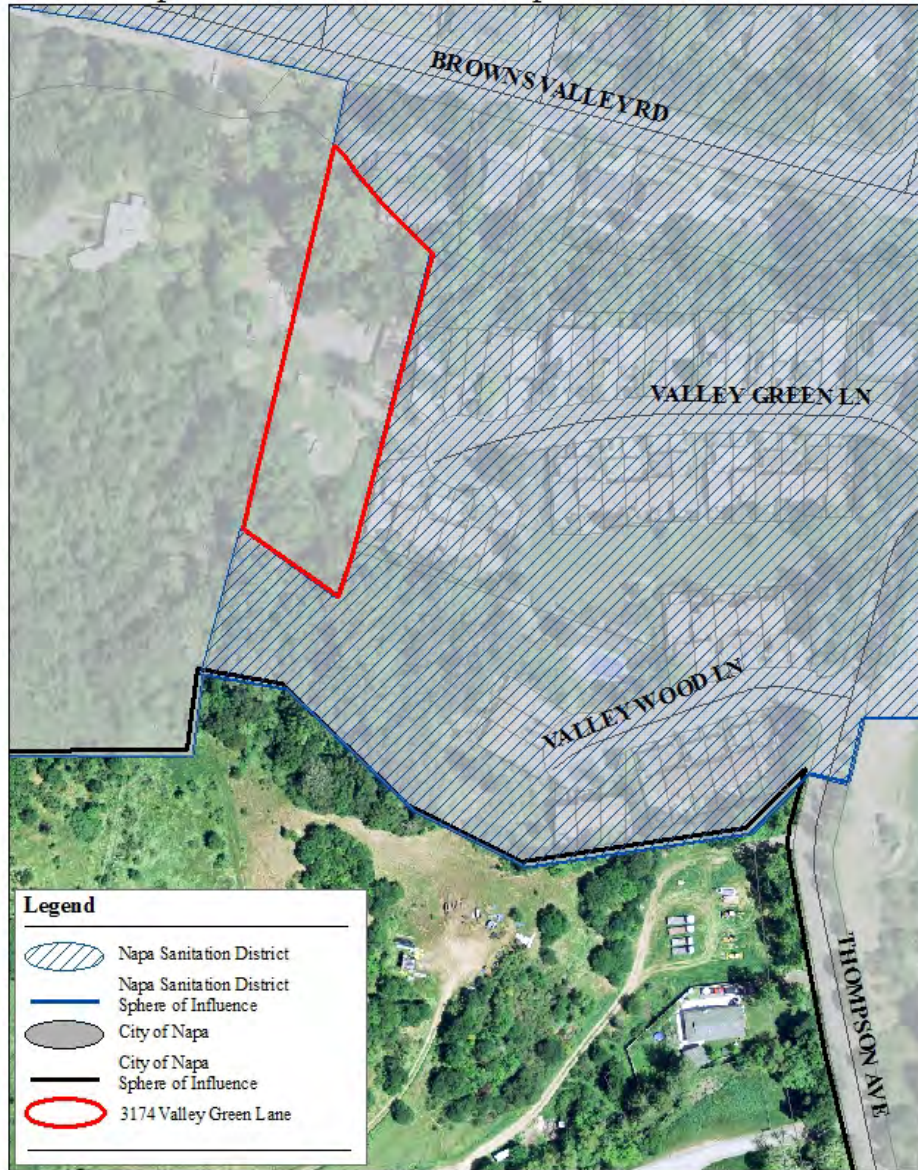 BROWNS VALLEY RD
VALLEY GREEN LN
VALLEYWOOD LN
THOMPSON AVE
Legend
Napa Sanitation District
Napa Sanitation District
Sphere of Influence
City of Napa
City of Napa
Sphere of Influence
3174 Valley Green Lane